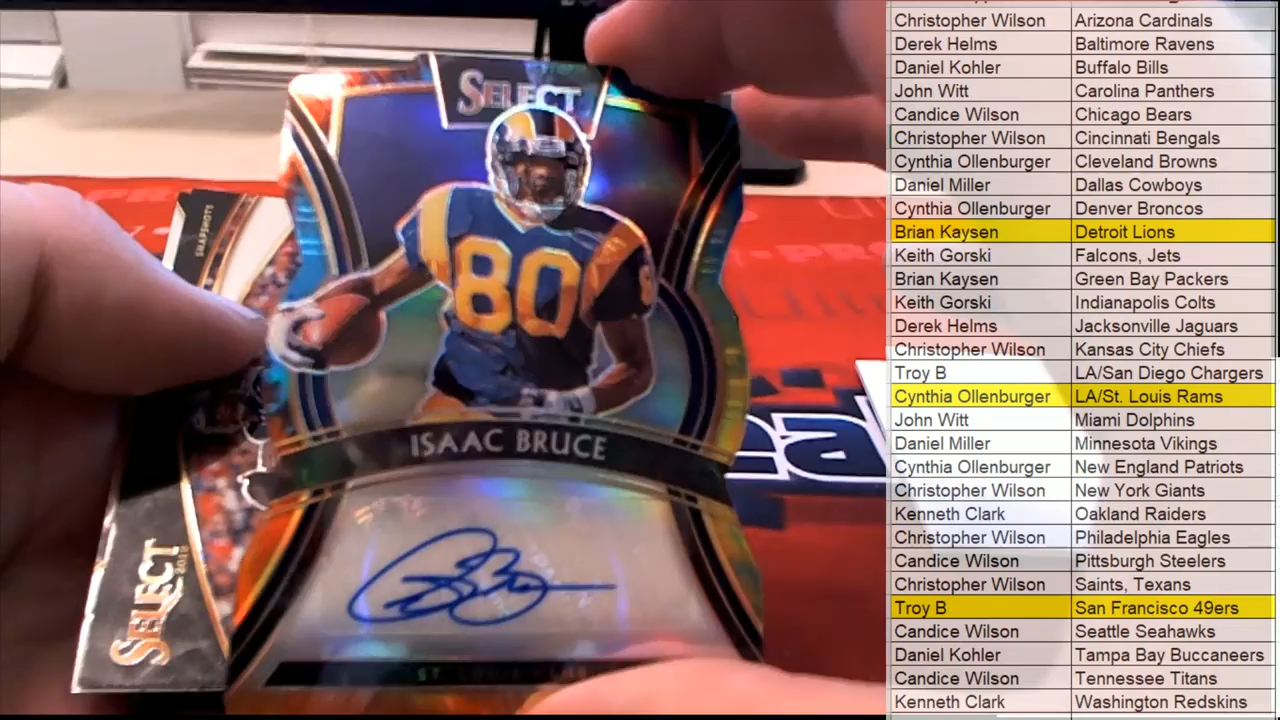 SELECT
80
8
ISAAC BRUCE
SNAPSHOTS
SELECT 2018
Christopher Wilson Arizona Cardinals
Derek Helms Baltimore Ravens
Daniel Kohler Buffalo Bills
John Witt Carolina Panthers
Candice Wilson Chicago Bears
Christopher Wilson Cincinnati Bengals
Cynthia Ollenburger Cleveland Browns
Daniel Miller Dallas Cowboys
Cynthia Ollenburger Denver Broncos
Brian Kaysen Detroit Lions
Keith Gorski Falcons, Jets
Brian Kaysen Green Bay Packers
Keith Gorski Indianapolis Colts
Derek Helms Jacksonville Jaguars
Christopher Wilson Kansas City Chiefs
Troy B LA/San Diego Chargers
Cynthia Ollenburger LA/St. Louis Rams
John Witt Miami Dolphins
Daniel Miller Minnesota Vikings
Cynthia Ollenburger New England Patriots
Christopher Wilson New York Giants
Kenneth Clark Oakland Raiders
Christopher Wilson Philadelphia Eagles
Candice Wilson Pittsburgh Steelers
Christopher Wilson Saints, Texans
Troy B San Francisco 49ers
Candice Wilson Seattle Seahawks
Daniel Kohler Tampa Bay Buccaneers
Candice Wilson Tennessee Titans
Kenneth Clark Washington Redskins